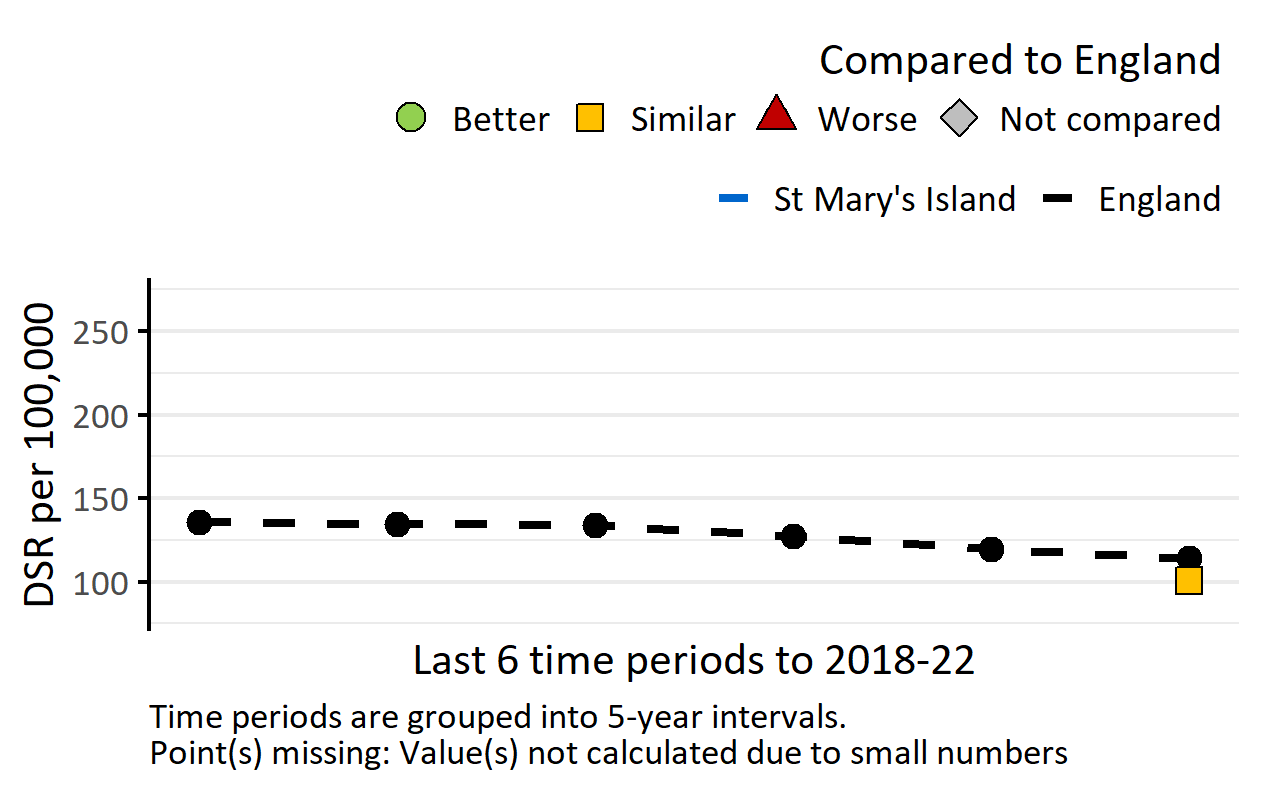 Compared to England
Better Similar Worse Not compared
St Mary's Island England
DSR per 100,000
250
200
150
100
Last 6 time periods to 2018-22
Time periods are grouped into 5-year intervals.
Point(s) missing: Value(s) not calculated due to small numbers